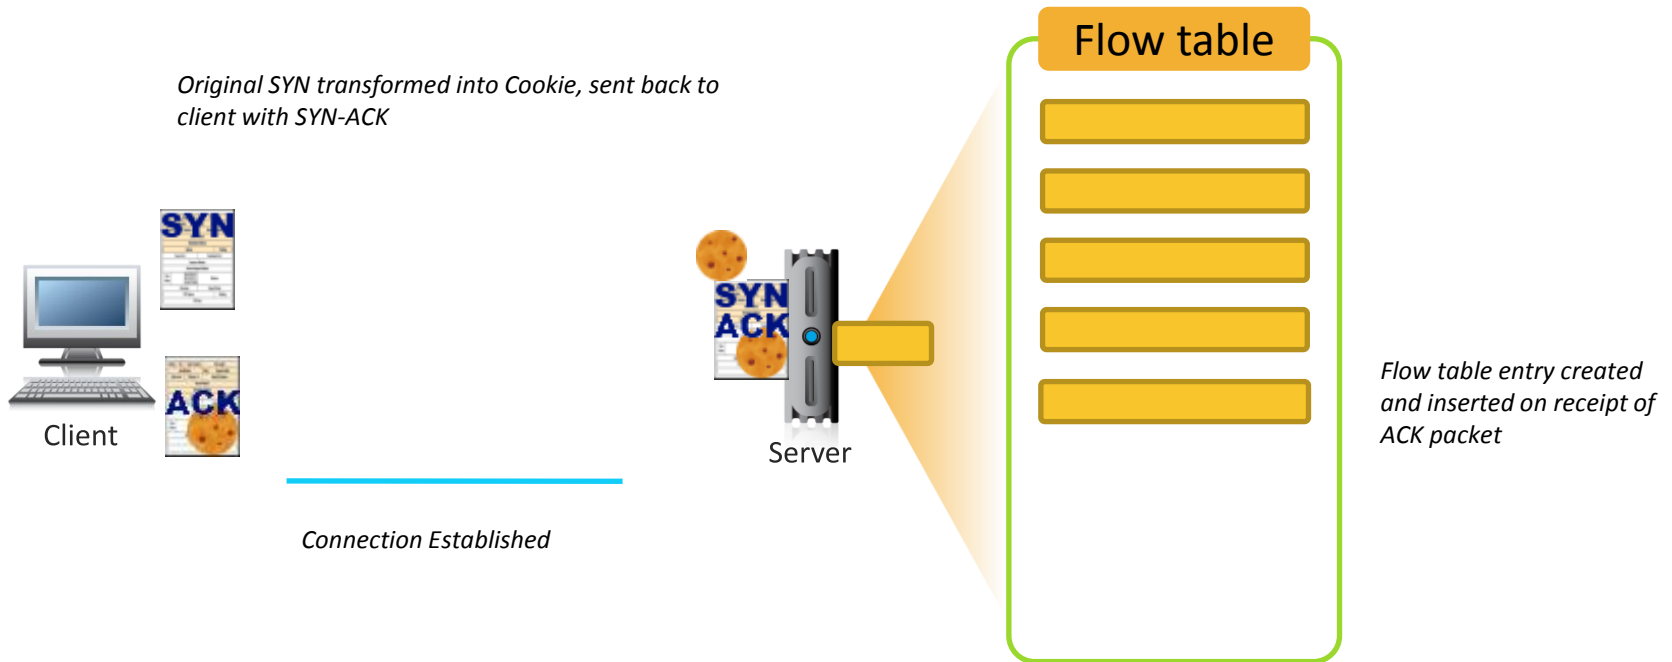 Flow table
Original SYN transformed into Cookie, sent back to
client with SYN-ACK
SYN
SYN
ACK
ACK
Client
Server
Flow table entry created
and inserted on receipt of
ACK packet
Connection Established